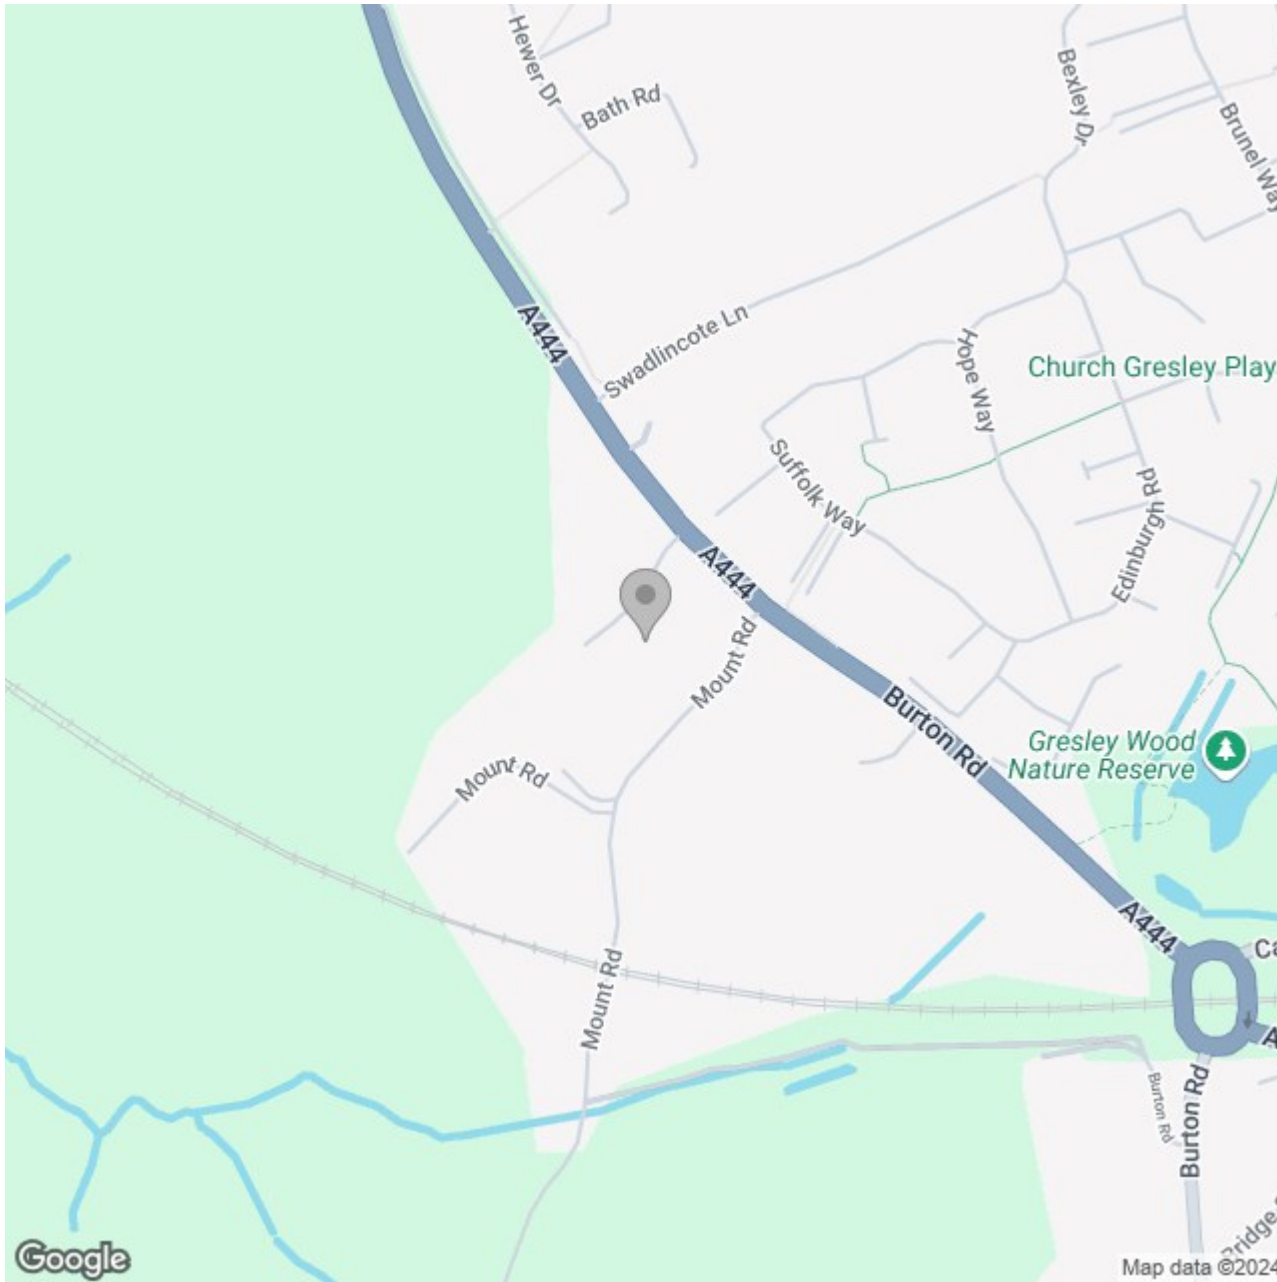 Hewer Dr
Bath Rd
Bexley Dr
Brunel Way
A444
Swadlincote Ln
Hope Way
Church Gresley Play
Suffolk Way
Edinburgh Rd
A444
Mount Rd
Burton Rd
Gresley Wood
Nature Reserve
Mount Rd
A444
Ca
Mount Rd
A
Burton Rd
Burton Rd
Bridge
Google
Map data ©2024